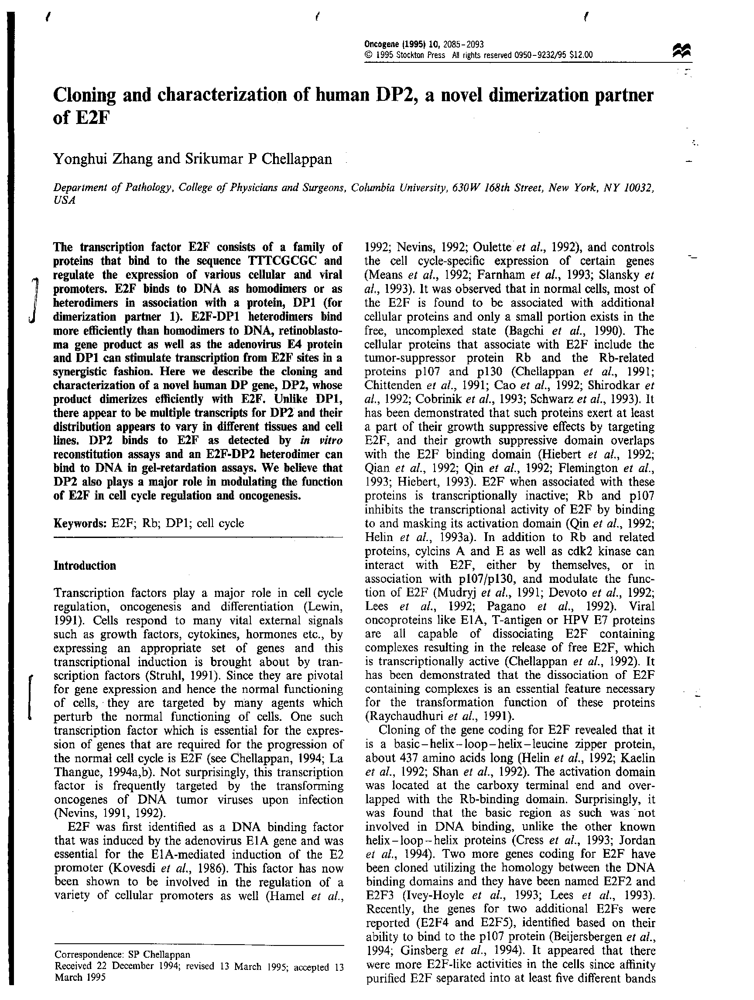 Oncogene (1995) 10, 2085–2093
© 1995 Stockton Press All rights reserved 0950-9232/95 $12.00
Cloning and characterization of human DP2, a novel dimerization partner
of E2F
Yonghui Zhang and Srikumar P Chellappan
Department of Pathology, College of Physicians and Surgeons, Columbia University, 630W 168th Street, New York, NY 10032,
USA
The transcription factor E2F consists of a family of
proteins that bind to the sequence TTTCGCGC and
regulate the expression of various cellular and viral
promoters. E2F binds to DNA as homodimers or as
heterodimers in association with a protein, DP1 (for
dimerization partner 1). E2F-DP1 heterodimers bind
more efficiently than homodimers to DNA, retinoblasto-
ma gene product as well as the adenovirus E4 protein
and DP1 can stimulate transcription from E2F sites in a
synergistic fashion. Here we describe the cloning and
characterization of a novel human DP gene, DP2, whose
product dimerizes efficiently with E2F. Unlike DP1,
there appear to be multiple transcripts for DP2 and their
distribution appears to vary in different tissues and cell
lines. DP2 binds to E2F as detected by in vitro
reconstitution assays and an E2F-DP2 heterodimer can
bind to DNA in gel-retardation assays. We believe that
DP2 also plays a major role in modulating the function
of E2F in cell cycle regulation and oncogenesis.
Keywords: E2F; Rb; DP1; cell cycle
Introduction
Transcription factors play a major role in cell cycle
regulation, oncogenesis and differentiation (Lewin,
1991). Cells respond to many vital external signals
such as growth factors, cytokines, hormones etc., by
expressing an appropriate set of genes and this
transcriptional induction is brought about by tran-
scription factors (Struhl, 1991). Since they are pivotal
for gene expression and hence the normal functioning
of cells, they are targeted by many agents which
perturb the normal functioning of cells. One such
transcription factor which is essential for the expres-
sion of genes that are required for the progression of
the normal cell cycle is E2F (see Chellappan, 1994; La
Thangue, 1994a,b). Not surprisingly, this transcription
factor is frequently targeted by the transforming
oncogenes of DNA tumor viruses upon infection
(Nevins, 1991, 1992).
E2F was first identified as a DNA binding factor
that was induced by the adenovirus E1A gene and was
essential for the E1A-mediated induction of the E2
promoter (Kovesdi et al., 1986). This factor has now
been shown to be involved in the regulation of a
variety of cellular promoters as well (Hamel et al.,
Correspondence: SP Chellappan
Received 22 December 1994; revised 13 March 1995; accepted 13
March 1995
1992; Nevins, 1992; Oulette et al., 1992), and controls
the cell cycle-specific expression of certain genes
(Means et al., 1992; Farnham et al., 1993; Slansky et
al., 1993). It was observed that in normal cells, most of
the E2F is found to be associated with additional
cellular proteins and only a small portion exists in the
free, uncomplexed state (Bagchi et al., 1990). The
cellular proteins that associate with E2F include the
tumor-suppressor protein Rb and the Rb-related
proteins p107 and p130 (Chellappan et al., 1991;
Chittenden et al., 1991; Cao et al., 1992; Shirodkar et
al., 1992; Cobrinik et al., 1993; Schwarz et al., 1993). It
has been demonstrated that such proteins exert at least
a part of their growth suppressive effects by targeting
E2F, and their growth suppressive domain overlaps
with the E2F binding domain (Hiebert et al., 1992;
Qian et al., 1992; Qin et al., 1992; Flemington et al.,
1993; Hiebert, 1993). E2F when associated with these
proteins is transcriptionally inactive; Rb and p107
inhibits the transcriptional activity of E2F by binding
to and masking its activation domain (Qin et al., 1992;
Helin et al., 1993a). In addition to Rb and related
proteins, cylcins A and E as well as cdk2 kinase can
interact with E2F, either by themselves, or in
association with p107/p130, and modulate the func-
tion of E2F (Mudryj et al., 1991; Devoto et al., 1992;
Lees et al., 1992; Pagano et al., 1992). Viral
oncoproteins like E1A, T-antigen or HPV E7 proteins
are all capable of dissociating E2F containing
complexes resulting in the release of free E2F, which
is transcriptionally active (Chellappan et al., 1992). It
has been demonstrated that the dissociation of E2F
containing complexes is an essential feature necessary
for the transformation function of these proteins
(Raychaudhuri et al., 1991).
Cloning of the gene coding for E2F revealed that it
is a basic–helix–loop–helix–leucine zipper protein,
about 437 amino acids long (Helin et al., 1992; Kaelin
et al., 1992; Shan et al., 1992). The activation domain
was located at the carboxy terminal end and over-
lapped with the Rb-binding domain. Surprisingly, it
was found that the basic region as such was not
involved in DNA binding, unlike the other known
helix–loop–helix proteins (Cress et al., 1993; Jordan
et al., 1994). Two more genes coding for E2F have
been cloned utilizing the homology between the DNA
binding domains and they have been named E2F2 and
E2F3 (Ivey-Hoyle et al., 1993; Lees et al., 1993).
Recently, the genes for two additional E2Fs were
reported (E2F4 and E2F5), identified based on their
ability to bind to the p107 protein (Beijersbergen et al.,
1994; Ginsberg et al., 1994). It appeared that there
were more E2F-like activities in the cells since affinity
purified E2F separated into at least five different bands